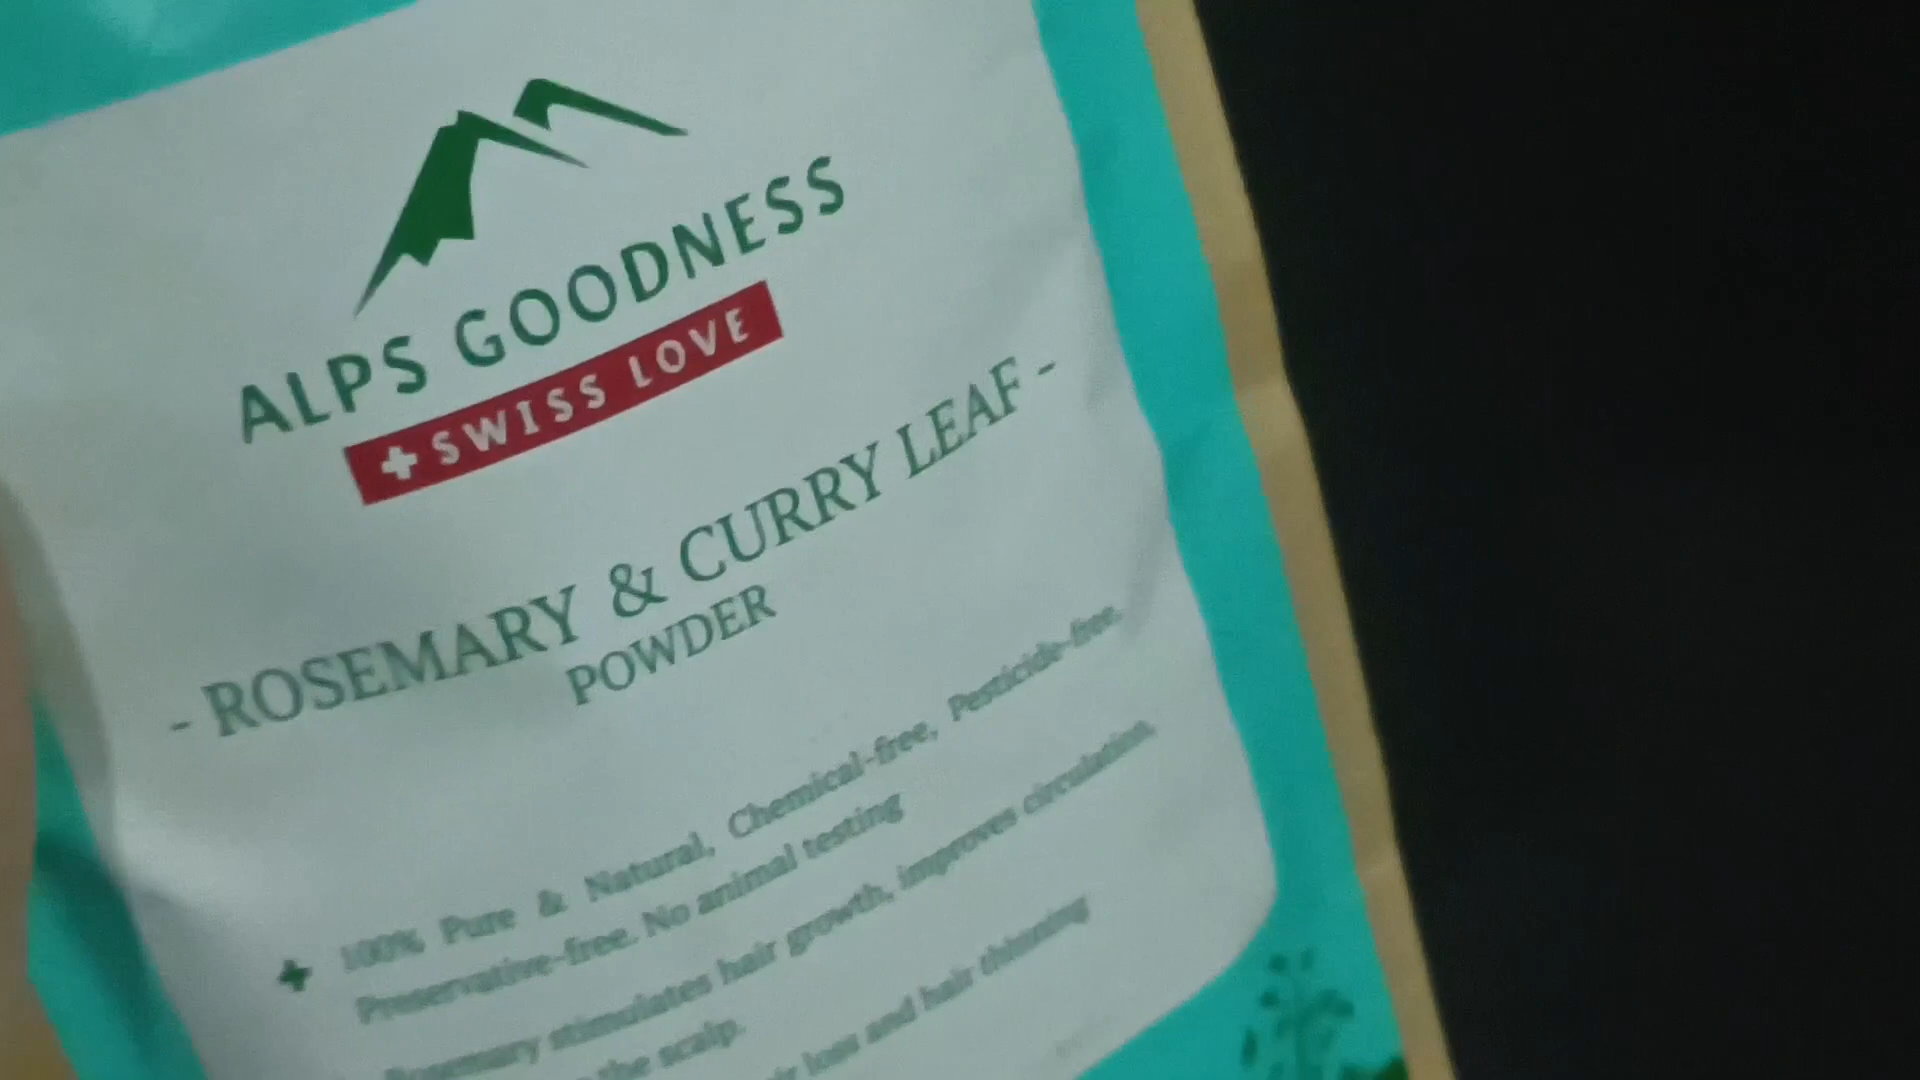 ALPS GOODNESS
SWISS LOVE
- ROSEMARY & CURRY LEAF -
POWDER
100% Pure & Natural, Chemical-free, Pesticide-free,
Preservative-free. No animal testing
Rosemary stimulates hair growth, improves circulation,
the scalp.
loss and hair thinning